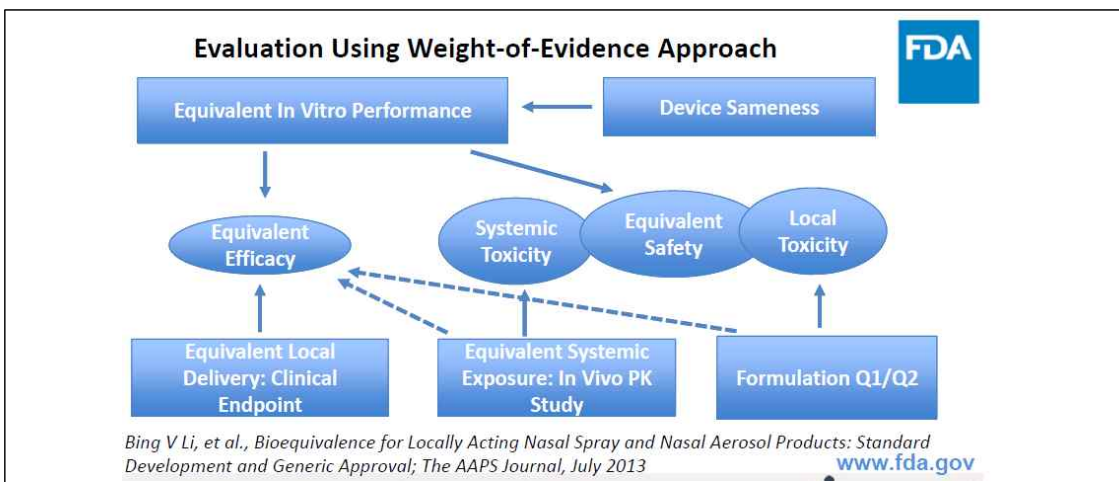 Evaluation Using Weight-of-Evidence Approach
FDA
Equivalent In Vitro Performance
Device Sameness
Equivalent
Efficacy
Systemic
Toxicity
Equivalent
Safety
Local
Toxicity
Equivalent Local
Delivery: Clinical
Endpoint
Equivalent Systemic
Exposure: In Vivo PK
Study
Formulation Q1/Q2
Bing V Li, et al., Bioequivalence for Locally Acting Nasal Spray and Nasal Aerosol Products: Standard
Development and Generic Approval; The AAPS Journal, July 2013
www.fda.gov